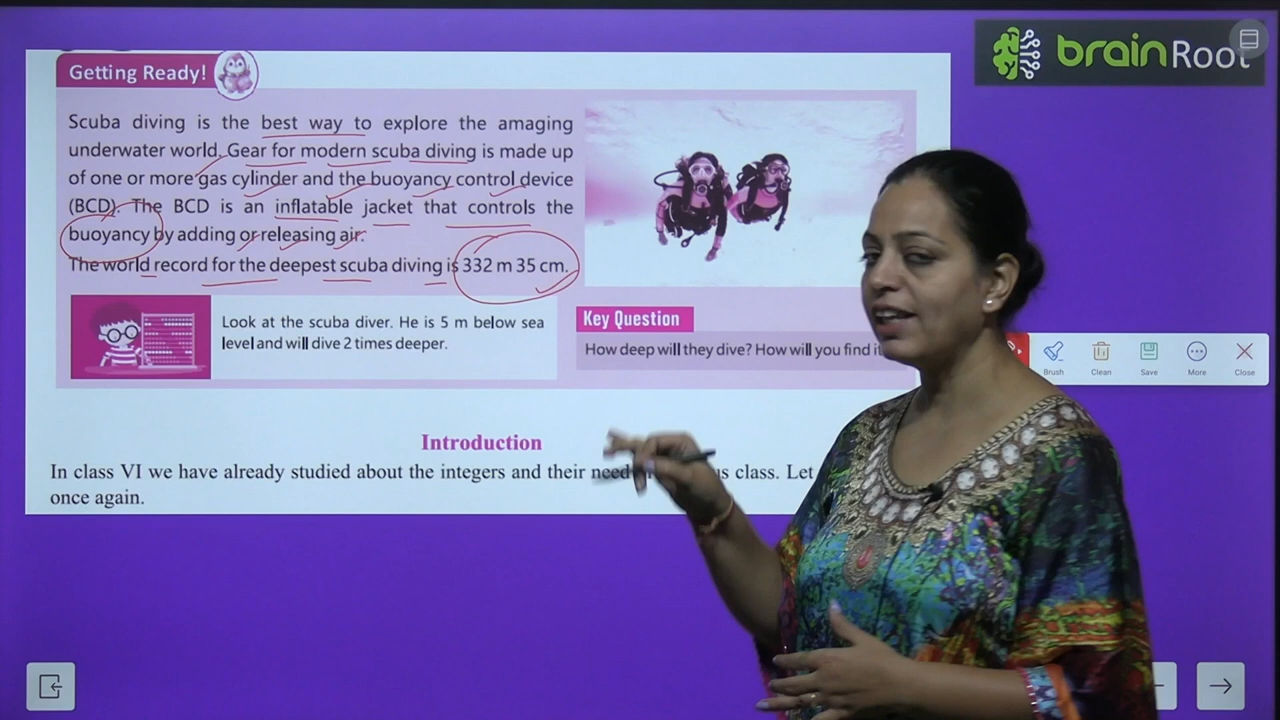 brainRoot
Getting Ready!
Scuba diving is the best way to explore the amaging
underwater world. Gear for modern scuba diving is made up
of one or more gas cylinder and the buoyancy control device
(BCD). The BCD is an inflatable jacket that controls the
buoyancy by adding or releasing air.
The world record for the deepest scuba diving is 332 m 35 cm.
Look at the scuba diver. He is 5 m below sea
level and will dive 2 times deeper.
Key Question
How deep will they dive? How will you find
Brush Clean Save More Close
Introduction
In class VI we have already studied about the integers and their need class. Let
once again.